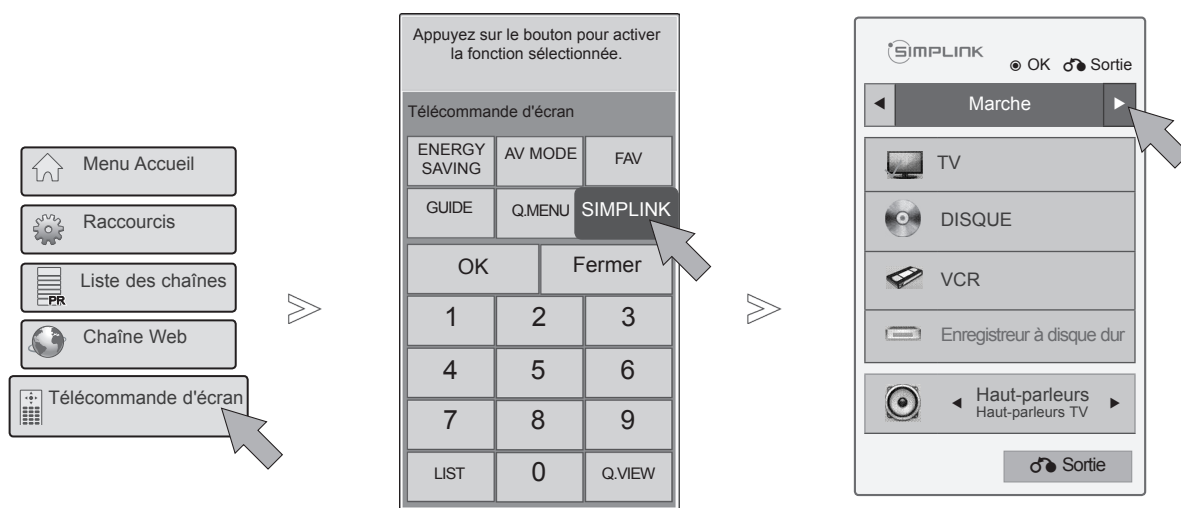 Menu Accueil
Raccourcis
PR
Liste des chaînes
Chaîne Web
Télécommande d'écran
Appuyez sur le bouton pour activer
la fonction sélectionnée.
Télécommande d'écran
ENERGY
SAVING
AV MODE
FAV
GUIDE
Q.MENU
SIMPLINK
OK
Fermer
1
2
3
4
5
6
7
8
9
LIST
0
Q.VIEW
SIMPLINK
OK
Sortie
Marche
TV
DISQUE
VCR
Enregistreur à disque dur
Haut-parleurs
Haut-parleurs TV
Sortie